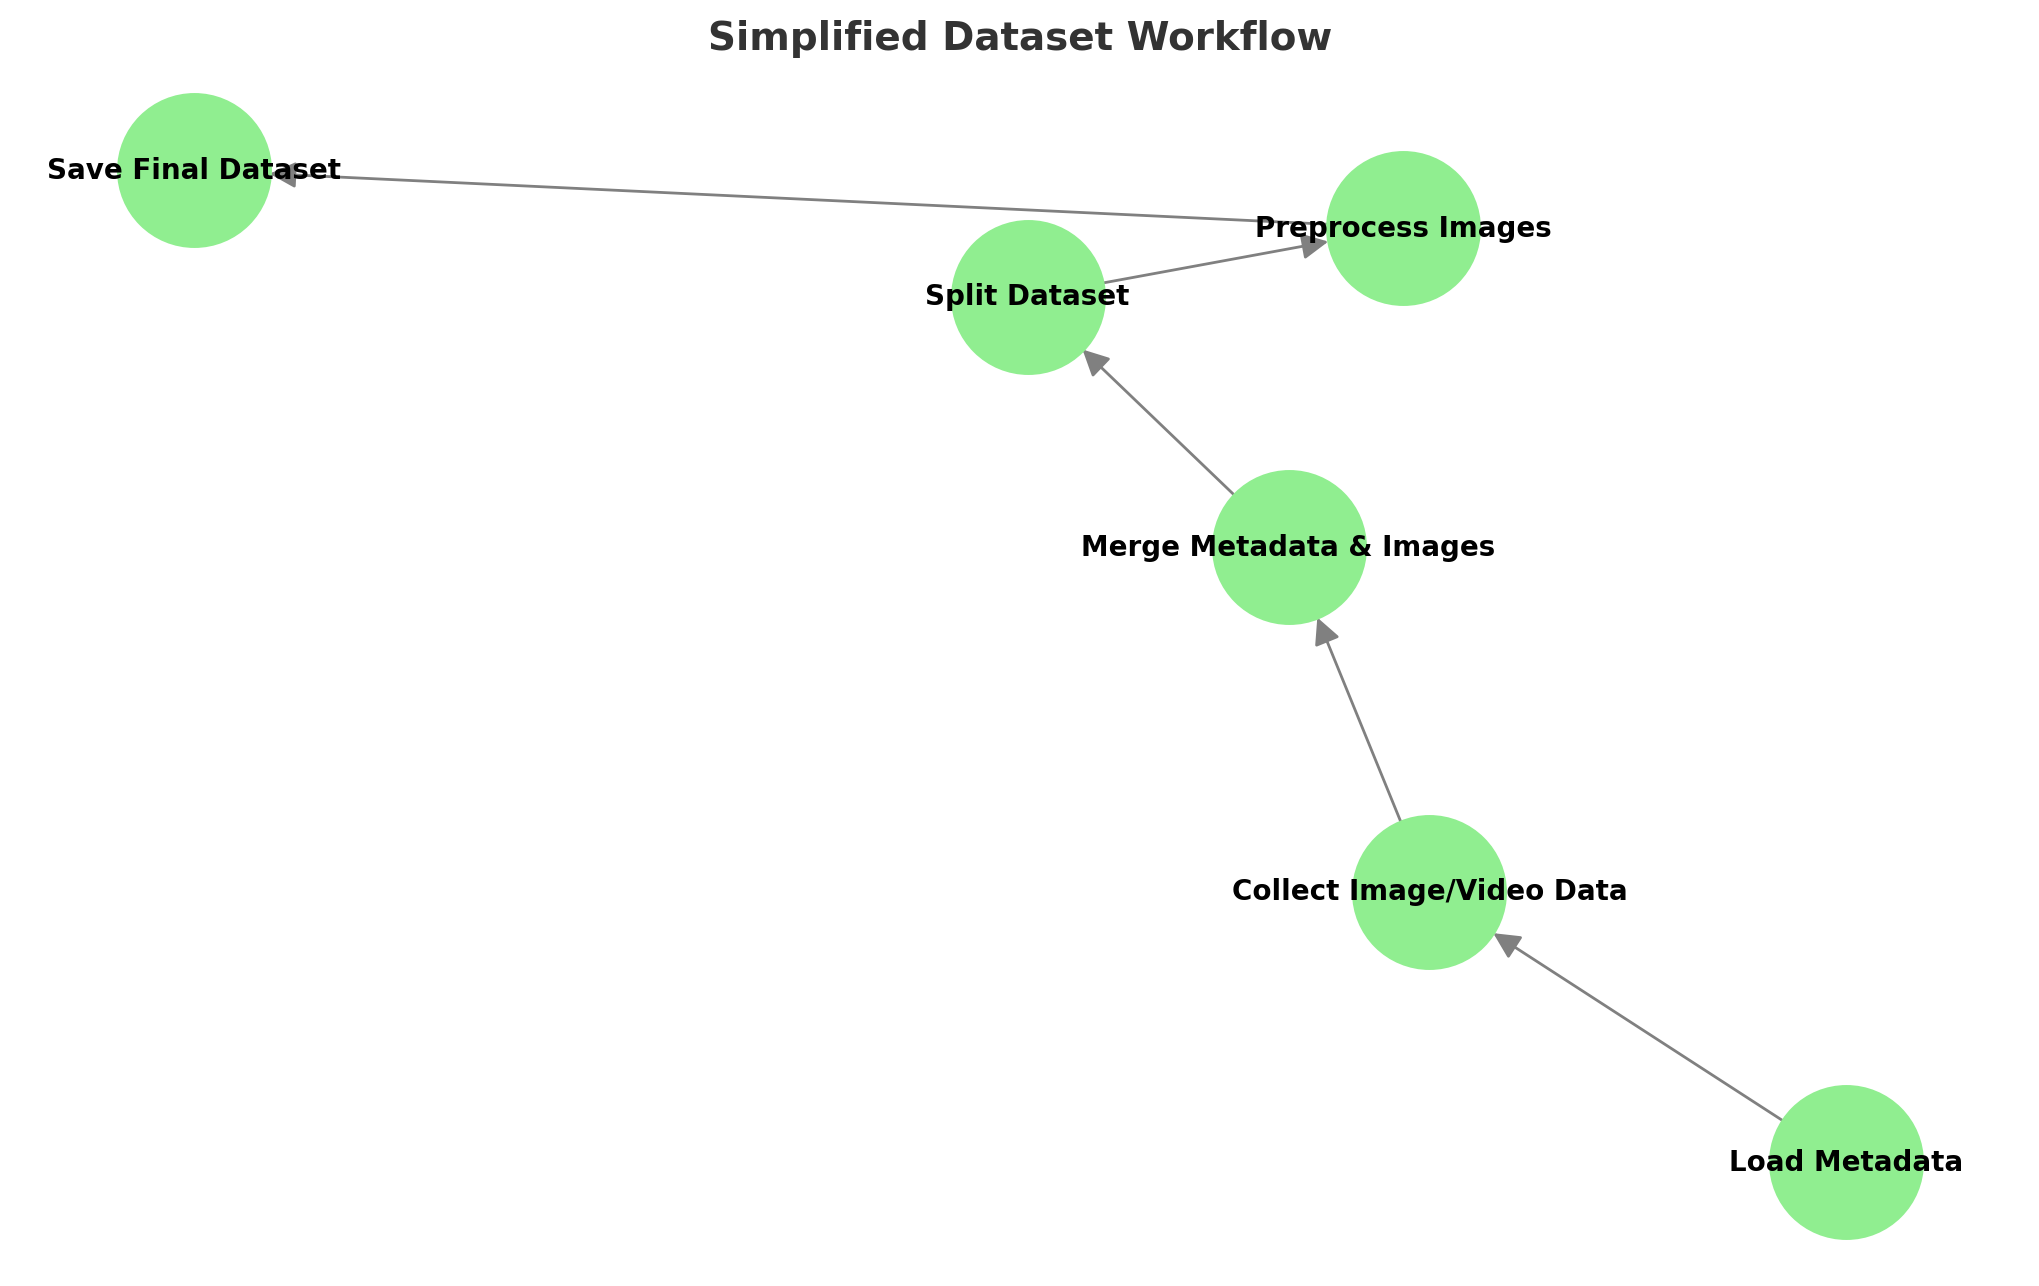 Simplified Dataset Workflow
Save Final Dataset
Preprocess Images
Split Dataset
Merge Metadata & Images
Collect Image/Video Data
Load Metadata